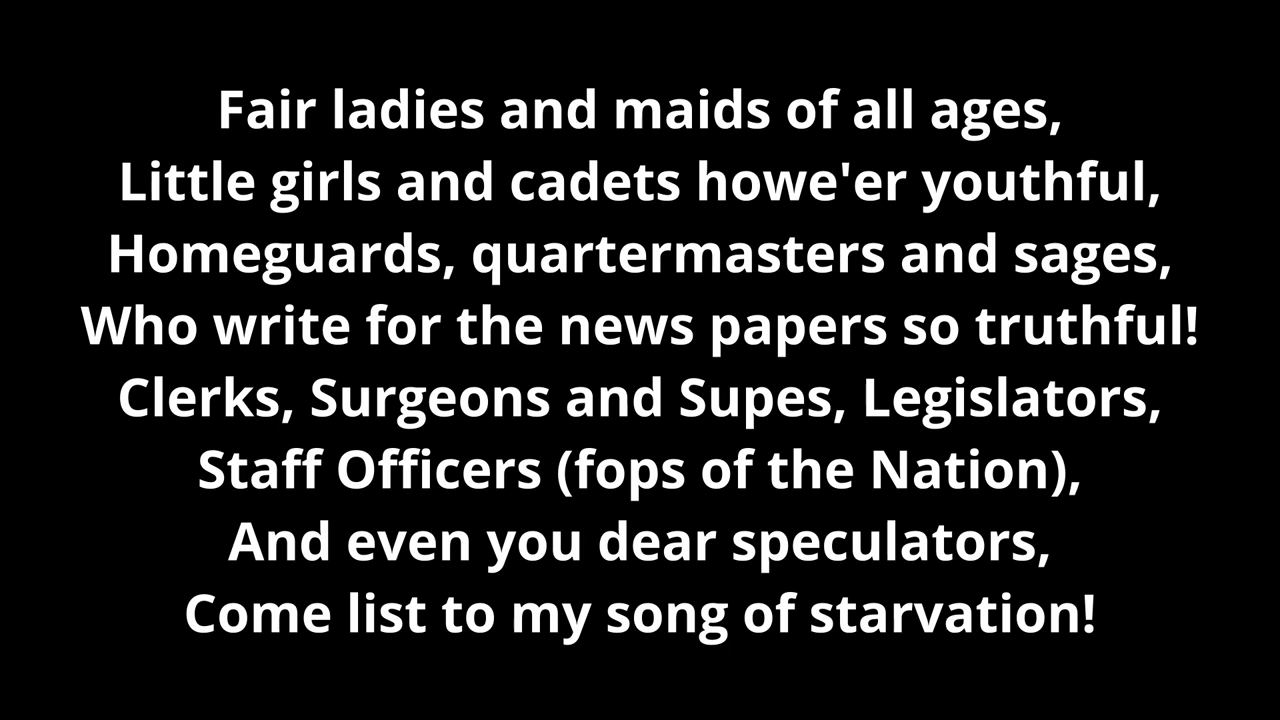 Fair ladies and maids of all ages,
Little girls and cadets howe'er youthful,
Homeguards, quartermasters and sages,
Who write for the news papers so truthful!
Clerks, Surgeons and Supes, Legislators,
Staff Officers (fops of the Nation),
And even you dear speculators,
Come list to my song of starvation!